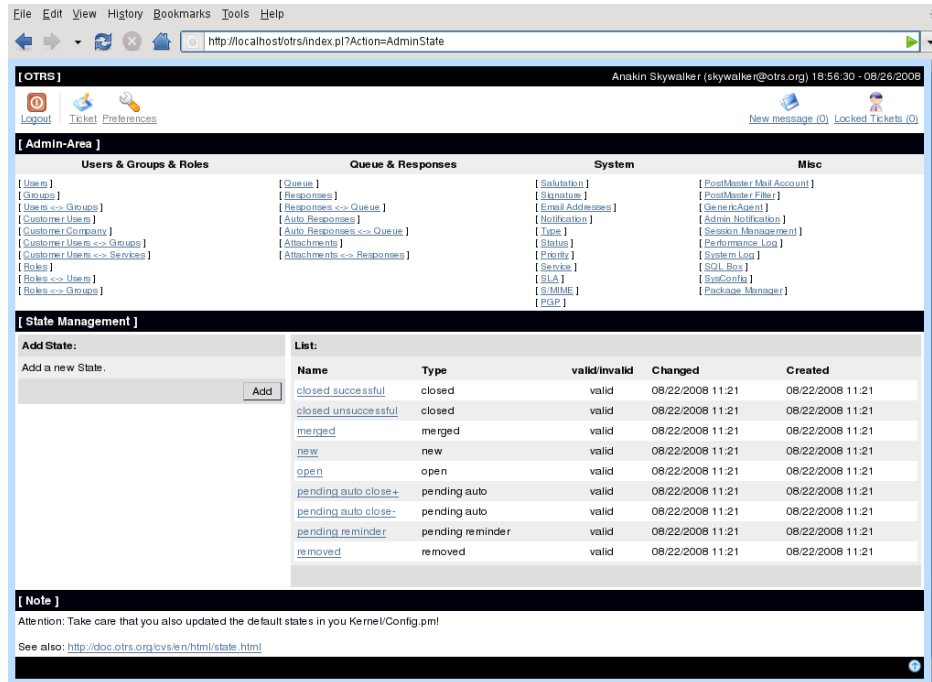 File Edit View History Bookmarks Tools Help
http://localhost/otrs/index.pl?Action=AdminState
[ OTRS ] Anakin Skywalker (skywalker@otrs.org) 18:56:30 - 08/26/2008
Logout Ticket Preferences New message (0) Locked Tickets (0)
[ Admin-Area ]
Users & Groups & Roles Queue & Responses System Misc
[ Users ] [ Queue ] [ Salutation ] [ PostMaster Mail Account ]
[ Groups ] [ Responses ] [ Signature ] [ PostMaster Filter ]
[ Users <-> Groups ] [ Responses <-> Queue ] [ Email Addresses ] [ GenericAgent ]
[ Customer Users ] [ Auto Responses ] [ Notification ] [ Admin Notification ]
[ Customer Company ] [ Auto Responses <-> Queue ] [ Type ] [ Session Management ]
[ Customer Users <-> Groups ] [ Attachments ] [ Status ] [ Performance Log ]
[ Customer Users <-> Services ] [ Attachments <-> Responses ] [ Priority ] [ System Log ]
[ Roles ] [ Service ] [ SQL Box ]
[ Roles <-> Users ] [ SLA ] [ SysConfig ]
[ Roles <-> Groups ] [ S/MIME ] [ Package Manager ]
[ PGP ]
[ State Management ]
Add State: List:
Add a new State. Name Type valid/invalid Changed Created
Add closed successful closed valid 08/22/2008 11:21 08/22/2008 11:21
closed unsuccessful closed valid 08/22/2008 11:21 08/22/2008 11:21
merged merged valid 08/22/2008 11:21 08/22/2008 11:21
new new valid 08/22/2008 11:21 08/22/2008 11:21
open open valid 08/22/2008 11:21 08/22/2008 11:21
pending auto close+ pending auto valid 08/22/2008 11:21 08/22/2008 11:21
pending auto close- pending auto valid 08/22/2008 11:21 08/22/2008 11:21
pending reminder pending reminder valid 08/22/2008 11:21 08/22/2008 11:21
removed removed valid 08/22/2008 11:21 08/22/2008 11:21
[ Note ]
Attention: Take care that you also updated the default states in you Kernel/Config.pm!
See also: http://doc.otrs.org/cvs/en/html/state.html